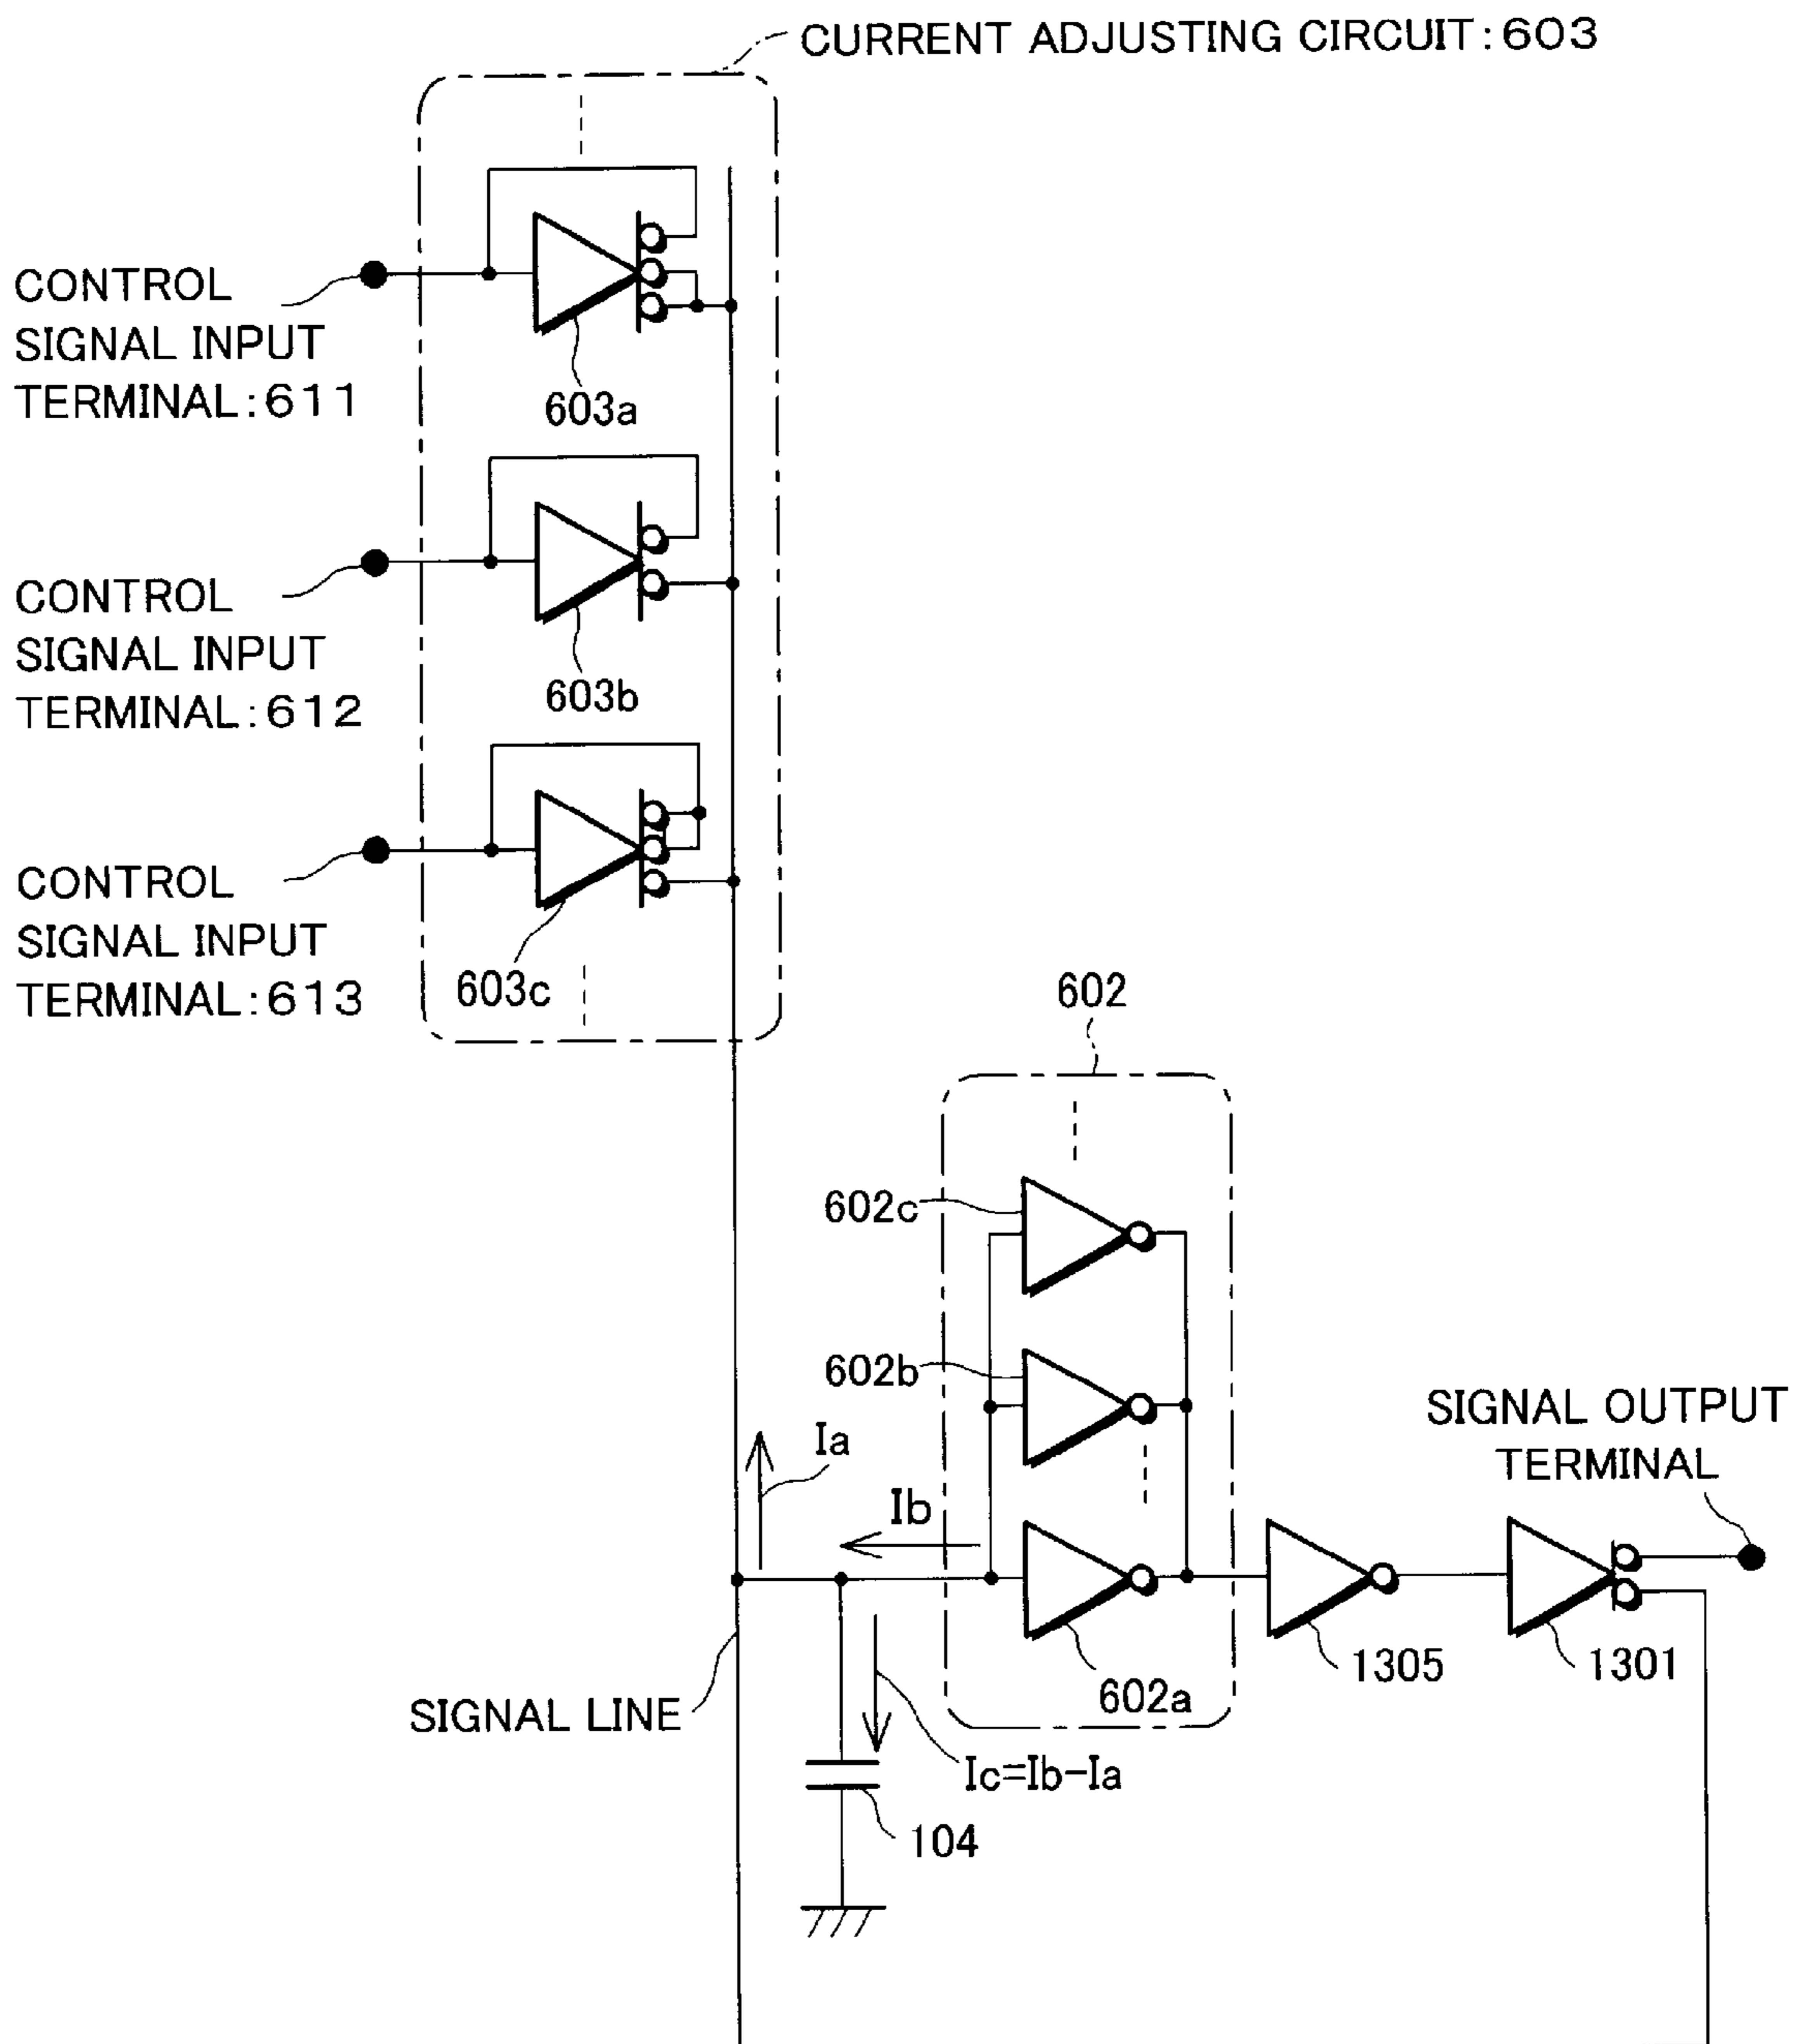 CURRENT ADJUSTING CIRCUIT:603
CONTROL
SIGNAL INPUT
TERMINAL:611
603a
CONTROL
SIGNAL INPUT
TERMINAL:612
603b
CONTROL
SIGNAL INPUT
TERMINAL:613
603c
602
602c
602b
SIGNAL OUTPUT
TERMINAL
Ia
Ib
1305
1301
602a
SIGNAL LINE
Ic=Ib-Ia
104